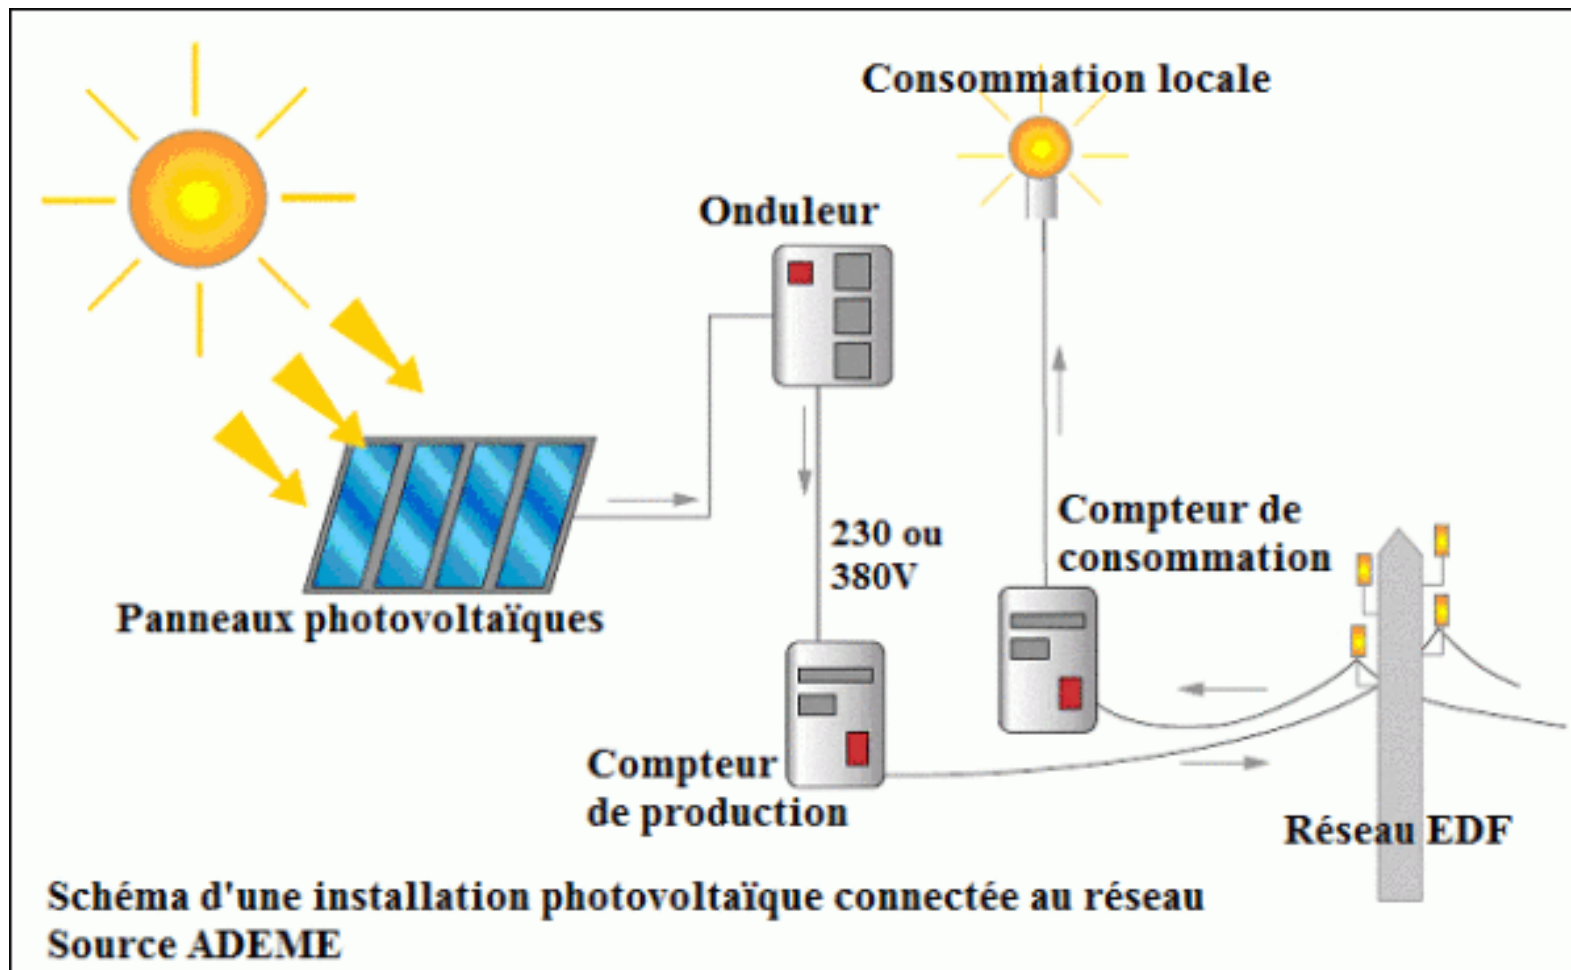 Consommation locale
Onduleur
230 ou
380V
Compteur de
consommation
Panneaux photovoltaïques
Compteur
de production
Réseau EDF
Schéma d'une installation photovoltaïque connectée au réseau
Source ADEME